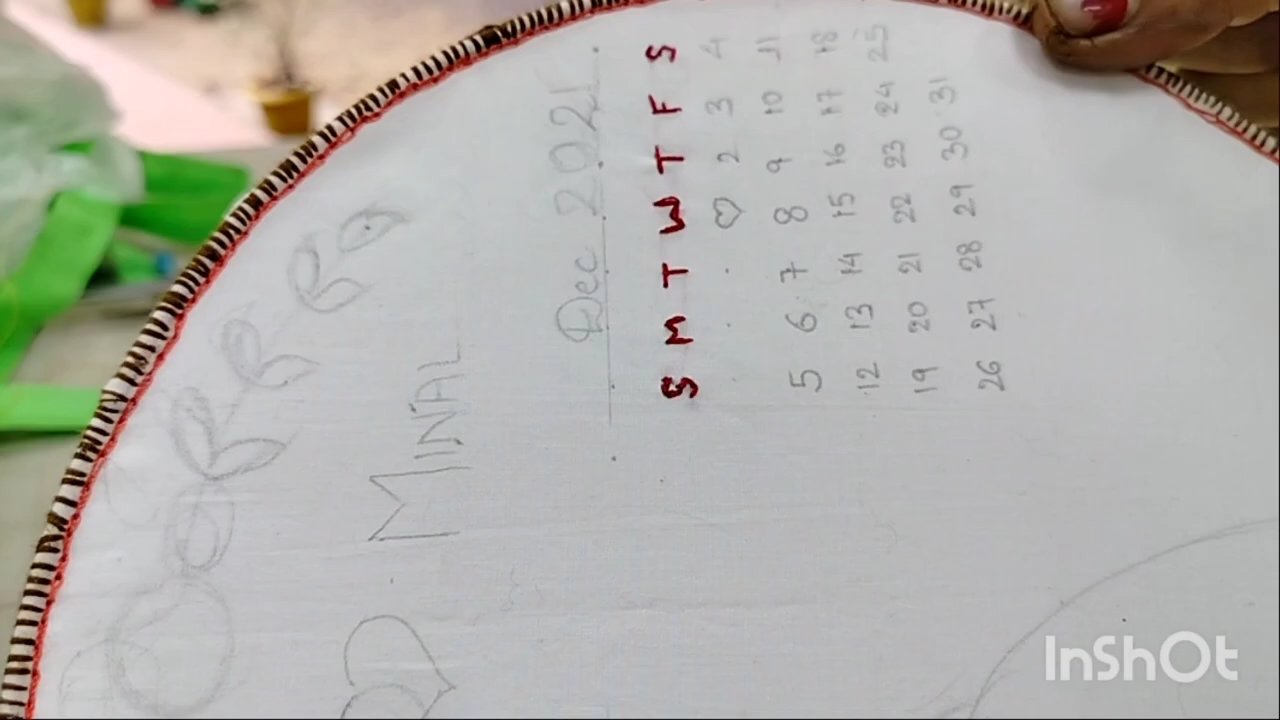 MINAL
Dec 2021
S M T W T F S
♡ 2 3 4
5 6 7 8 9 10 11
12 13 14 15 16 17 18
19 20 21 22 23 24 25
26 27 28 29 30 31
InShOt